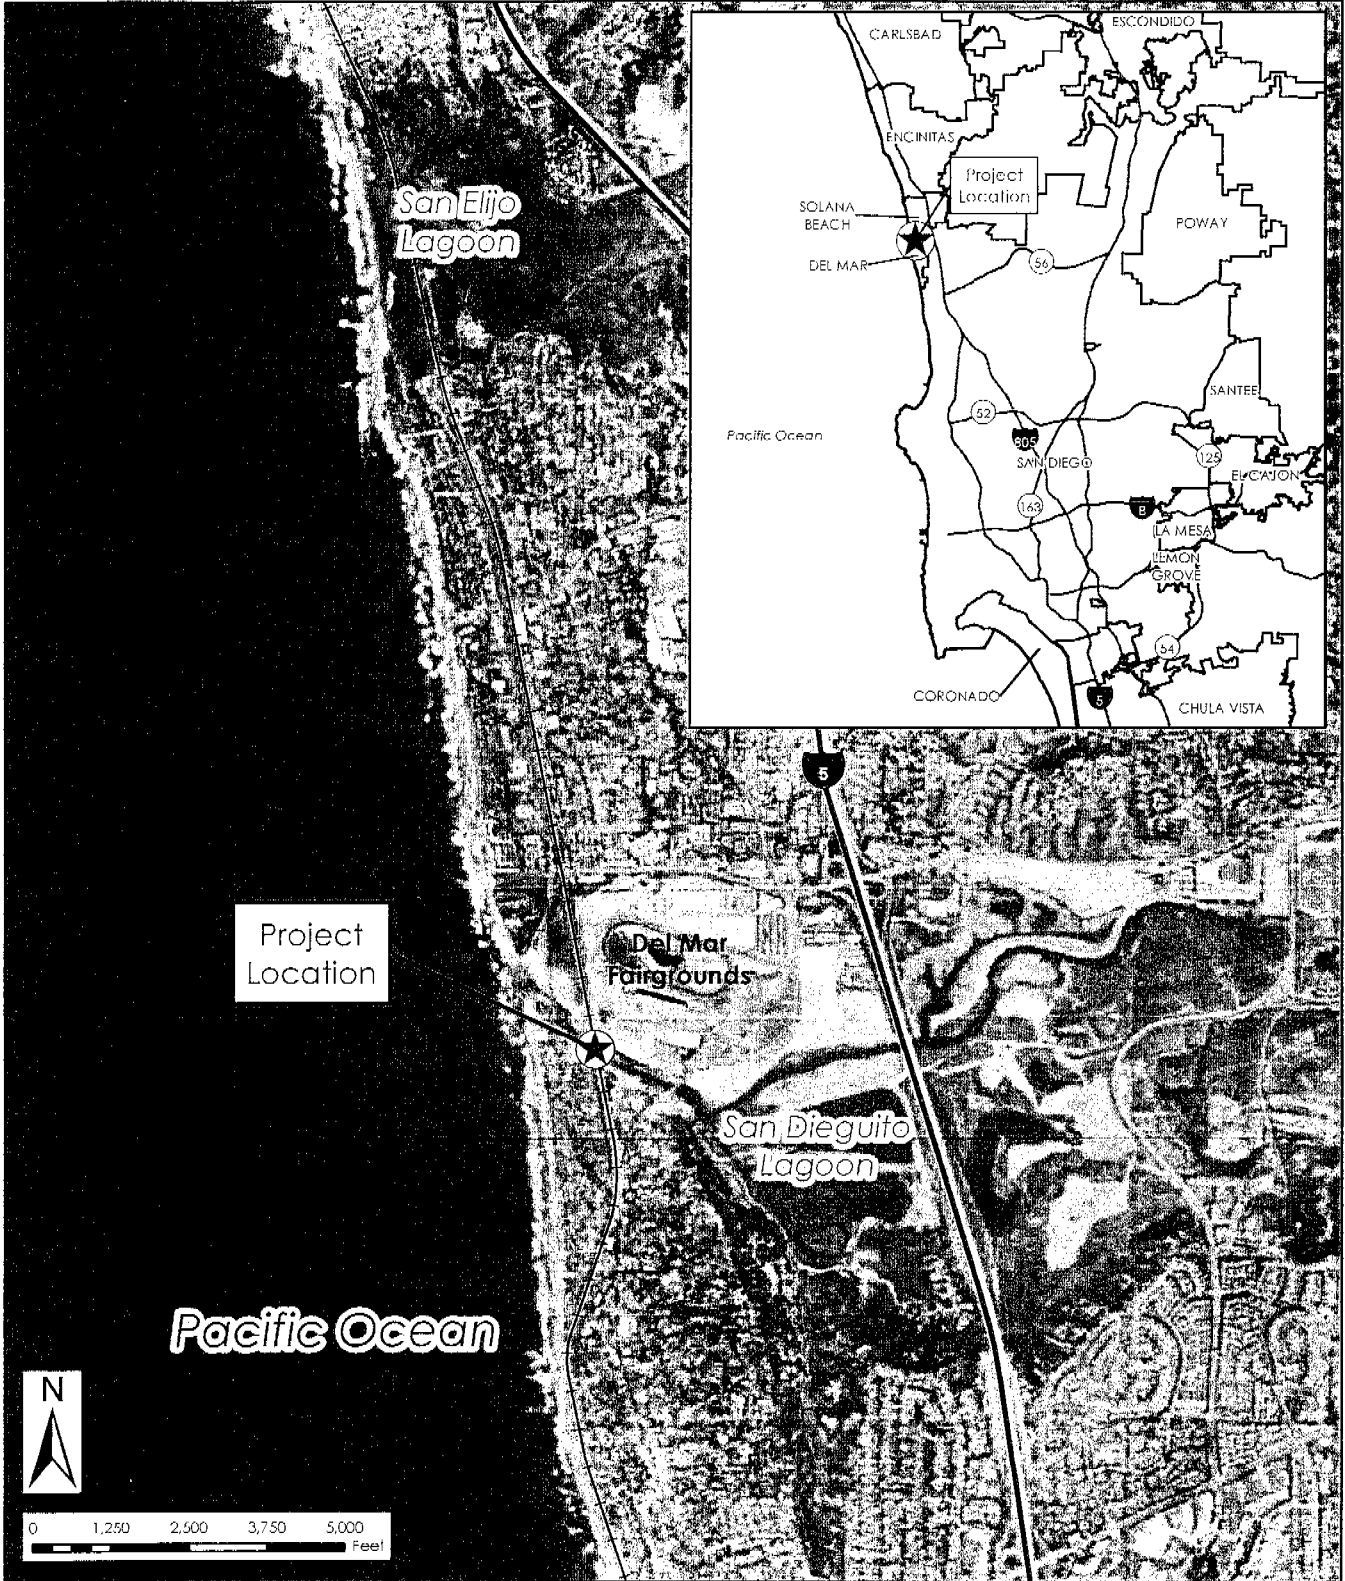 San Elijo
Lagoon
CARLSBAD
ESCONDIDO
ENCINITAS
Project
Location
SOLANA
BEACH
POWAY
DEL MAR
56
SANTEE
52
Pacific Ocean
805
SAN DIEGO
125
EL CAJON
163
8
LA MESA
LEMON
GROVE
54
CORONADO
5
CHULA VISTA
5
Project
Location
Del Mar
Fairgrounds
San Dieguito
Lagoon
Pacific Ocean
N
0 1,250 2,500 3,750 5,000
Feet